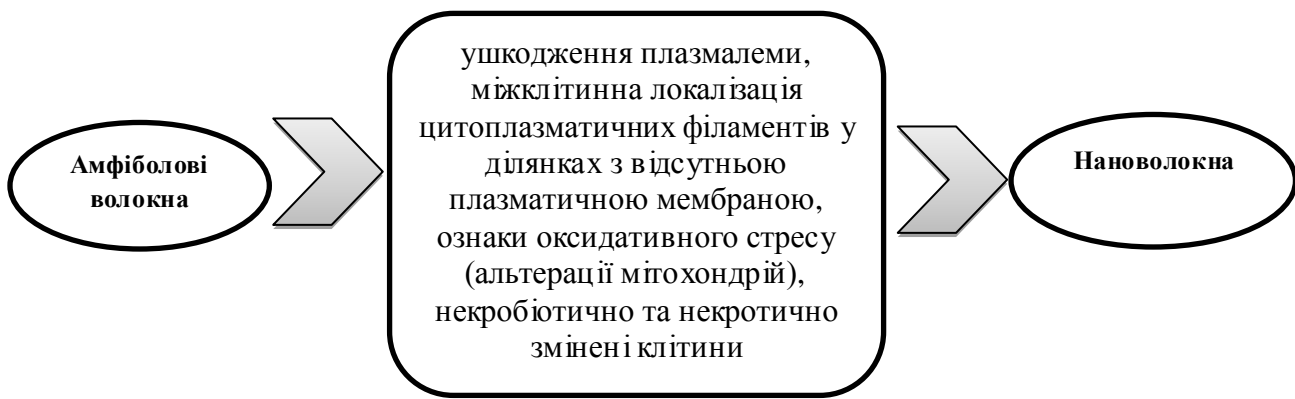 Амфіболові
волокна
ушкодження плазмалеми,
міжклітинна локалізація
цитоплазматичних філаментів у
ділянках з відсутньою
плазматичною мембраною,
ознаки оксидативного стресу
(альтерації мітохондрій),
некробіотично та некротично
змінені клітини
Нановолокна